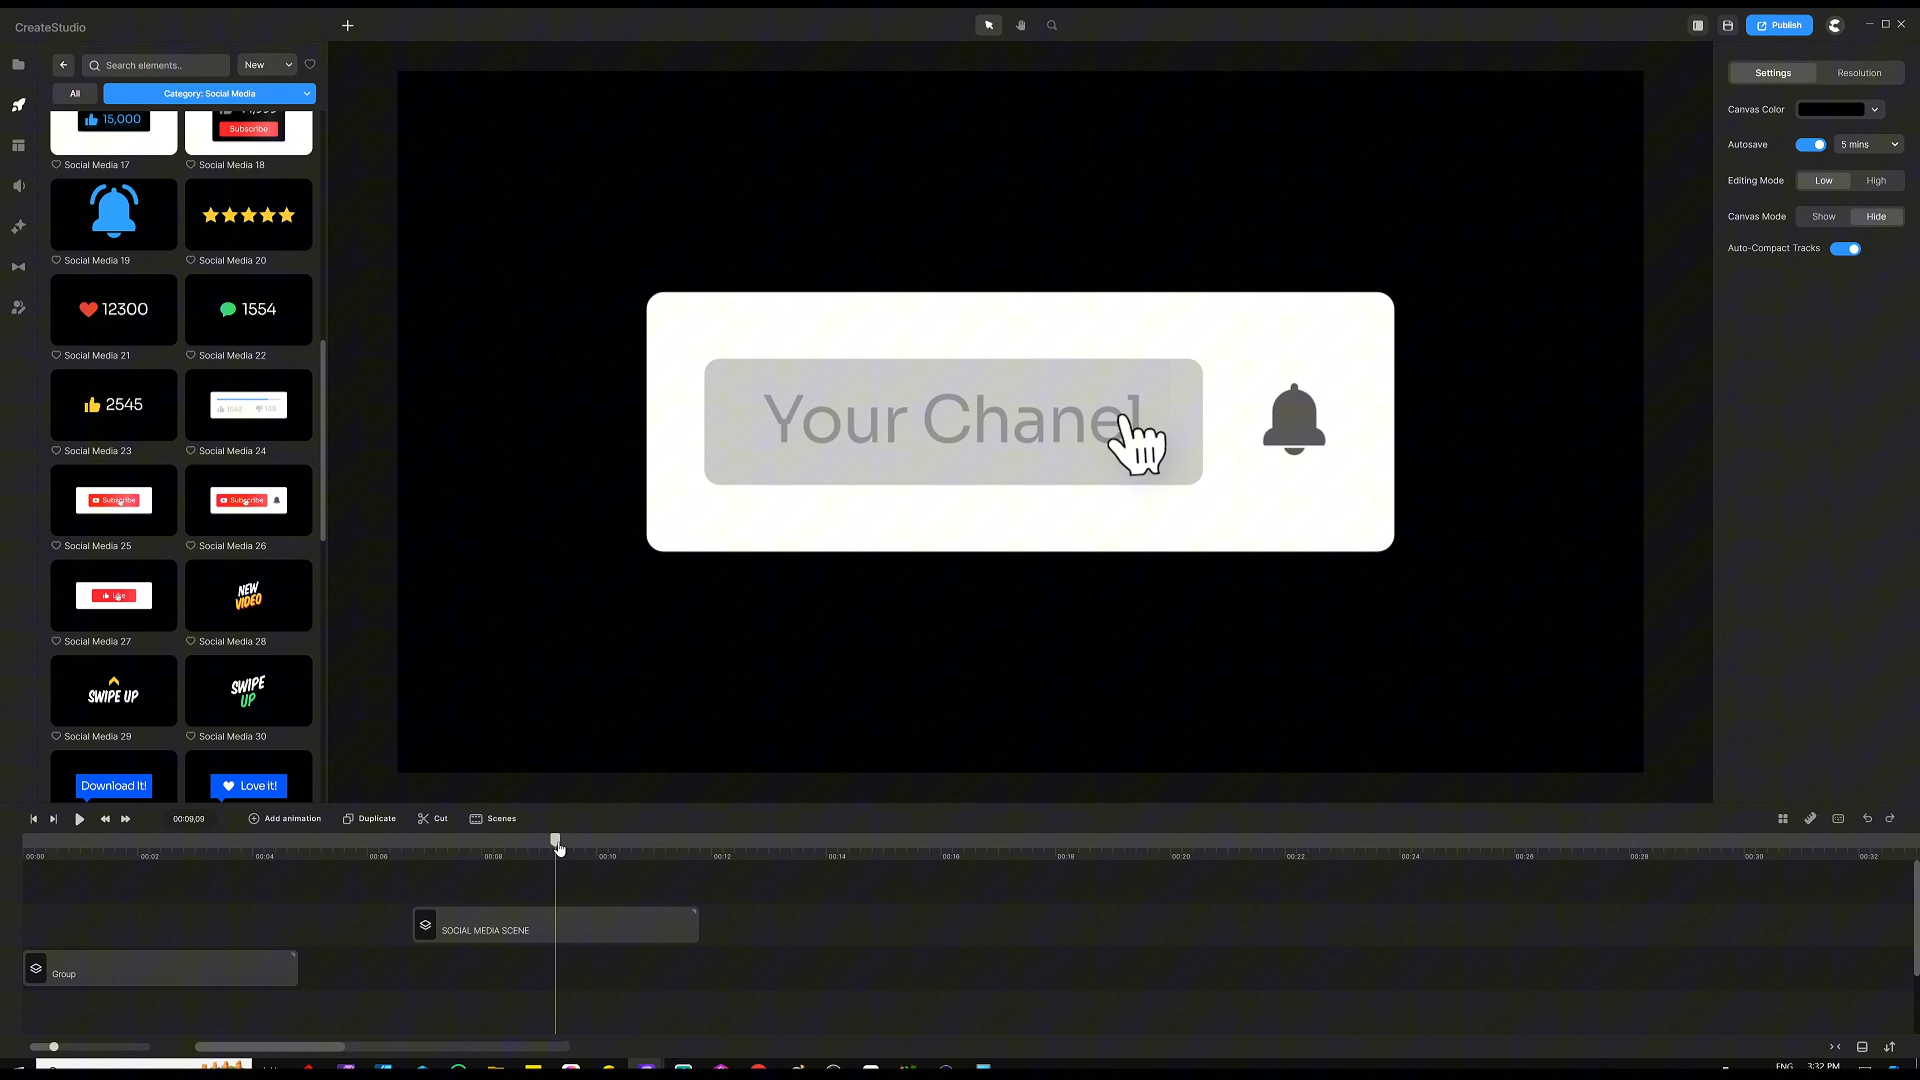 CreateStudio
Publish
Search elements..
New
All
Category: Social Media
Settings
Resolution
Canvas Color
Autosave
5 mins
Editing Mode
Low
High
Canvas Mode
Show
Hide
Auto-Compact Tracks
15,000
Subscribe
Social Media 17
Social Media 18
Social Media 19
Social Media 20
12300
1554
Social Media 21
Social Media 22
2545
1643
Social Media 23
Social Media 24
Subscribe
Subscribe
Social Media 25
Social Media 26
Like
NEW
VIDEO
Social Media 27
Social Media 28
SWIPE UP
SWIPE
UP
Social Media 29
Social Media 30
Download It!
Love it!
Your Chanel
00:09,09
Add animation
Duplicate
Cut
Scenes
00:00
00:02
00:04
00:06
00:08
00:10
00:12
00:14
00:16
00:18
00:20
00:22
00:24
00:26
00:28
00:30
00:32
SOCIAL MEDIA SCENE
Group
ENG
3:32 PM